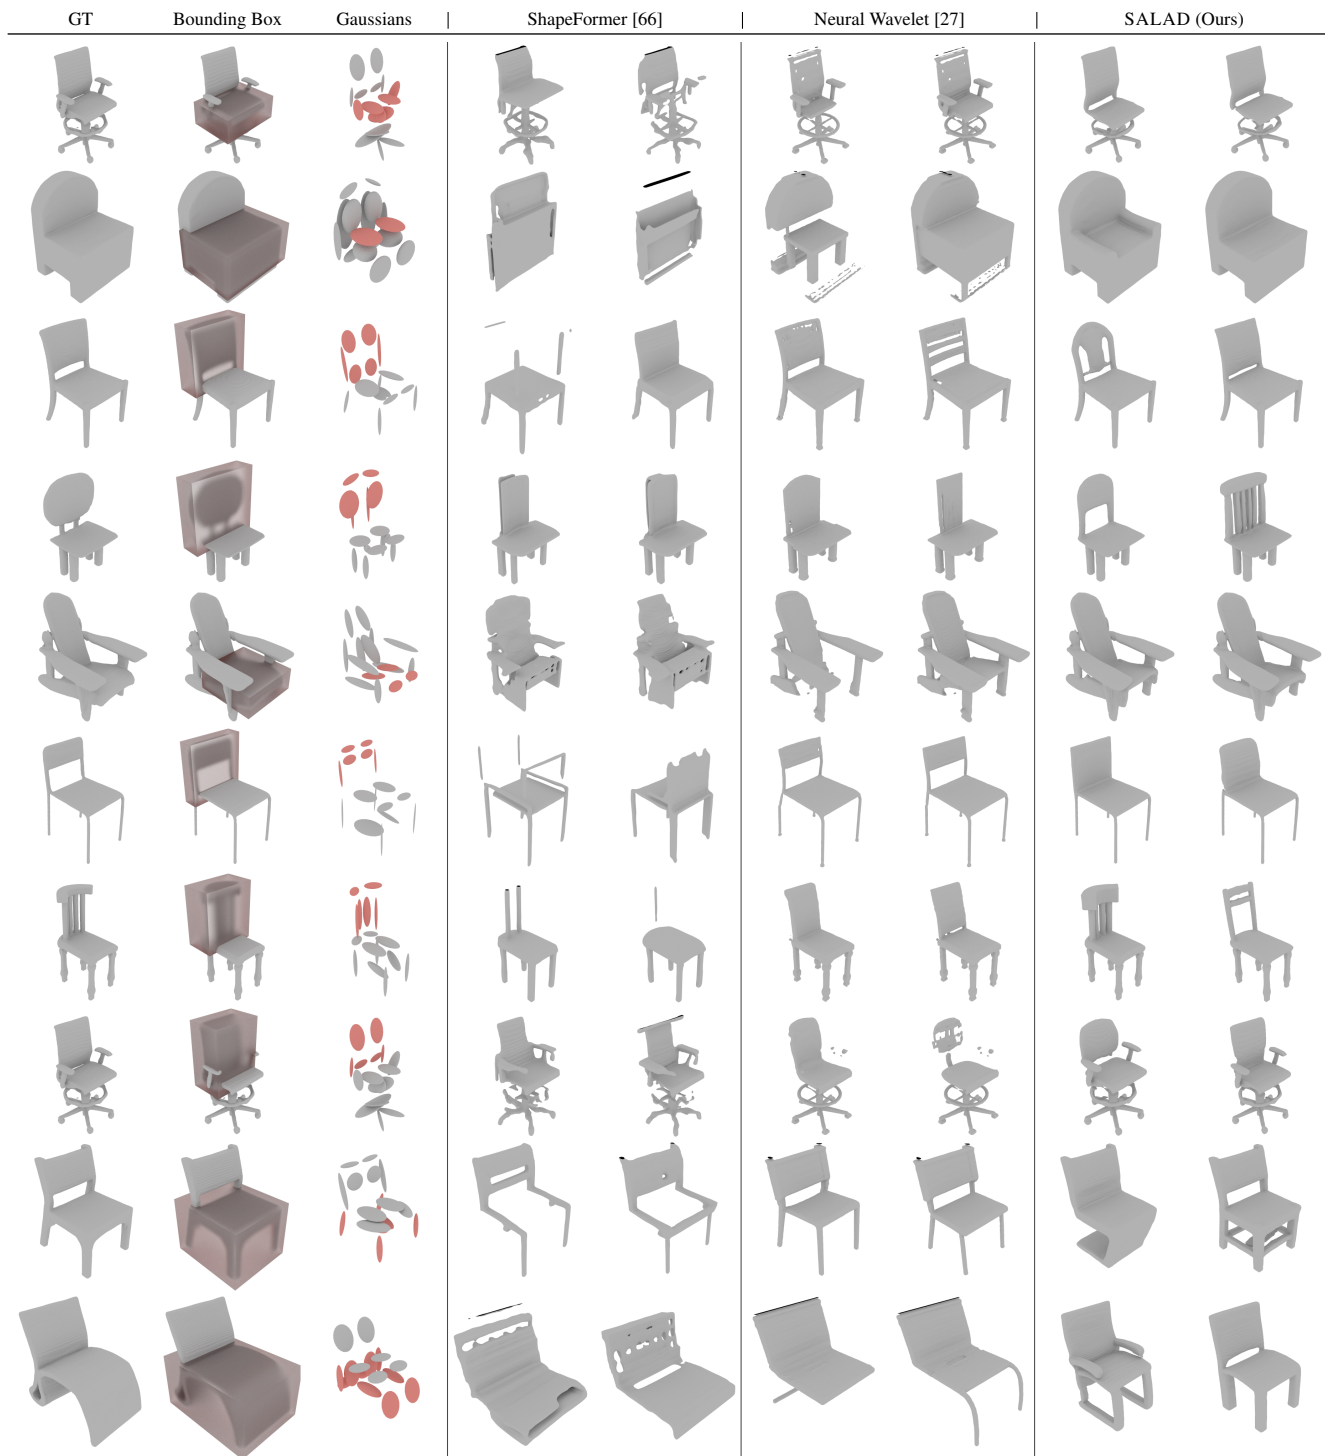 GT Bounding Box Gaussians | ShapeFormer [66] | Neural Wavelet [27] | SALAD (Ours)